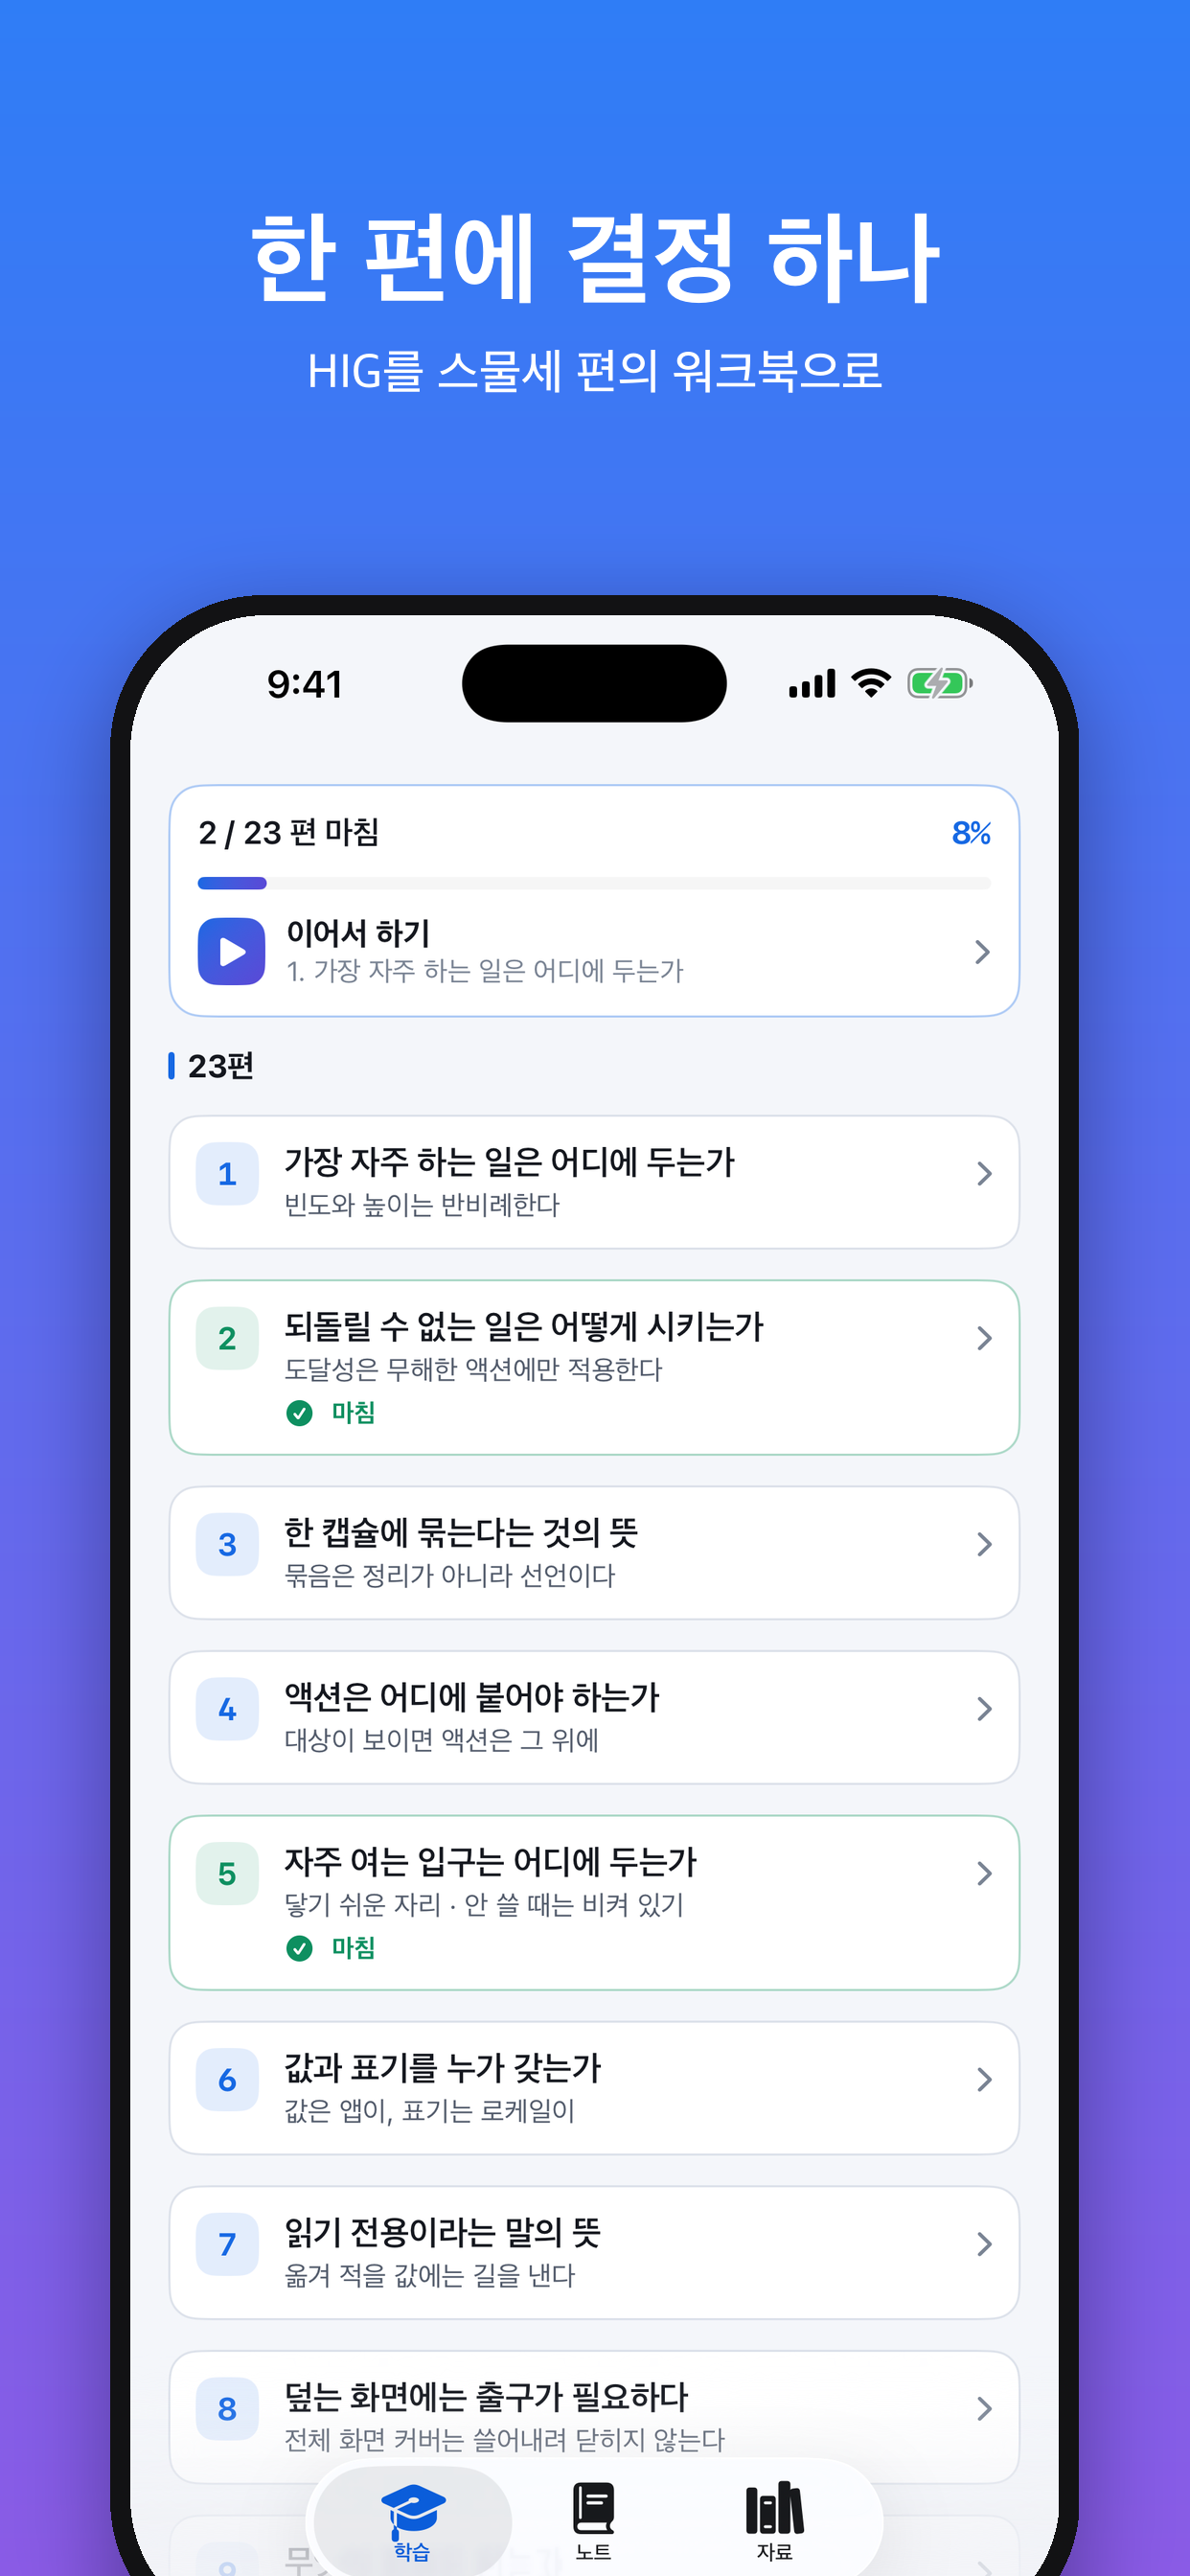 한 편에 결정 하나
HIG를 스물세 편의 워크북으로
9:41
2 / 23 편 마침
8%
이어서 하기
1. 가장 자주 하는 일은 어디에 두는가
23편
1
가장 자주 하는 일은 어디에 두는가
빈도와 높이는 반비례한다
2
되돌릴 수 없는 일은 어떻게 시키는가
도달성은 무해한 액션에만 적용한다
마침
3
한 캡슐에 묶는다는 것의 뜻
묶음은 정리가 아니라 선언이다
4
액션은 어디에 붙어야 하는가
대상이 보이면 액션은 그 위에
5
자주 여는 입구는 어디에 두는가
닿기 쉬운 자리 · 안 쓸 때는 비켜 있기
마침
6
값과 표기를 누가 갖는가
값은 앱이, 표기는 로케일이
7
읽기 전용이라는 말의 뜻
옮겨 적을 값에는 길을 낸다
8
덮는 화면에는 출구가 필요하다
전체 화면 커버는 쓸어내려 닫히지 않는다
9
학습
노트
자료